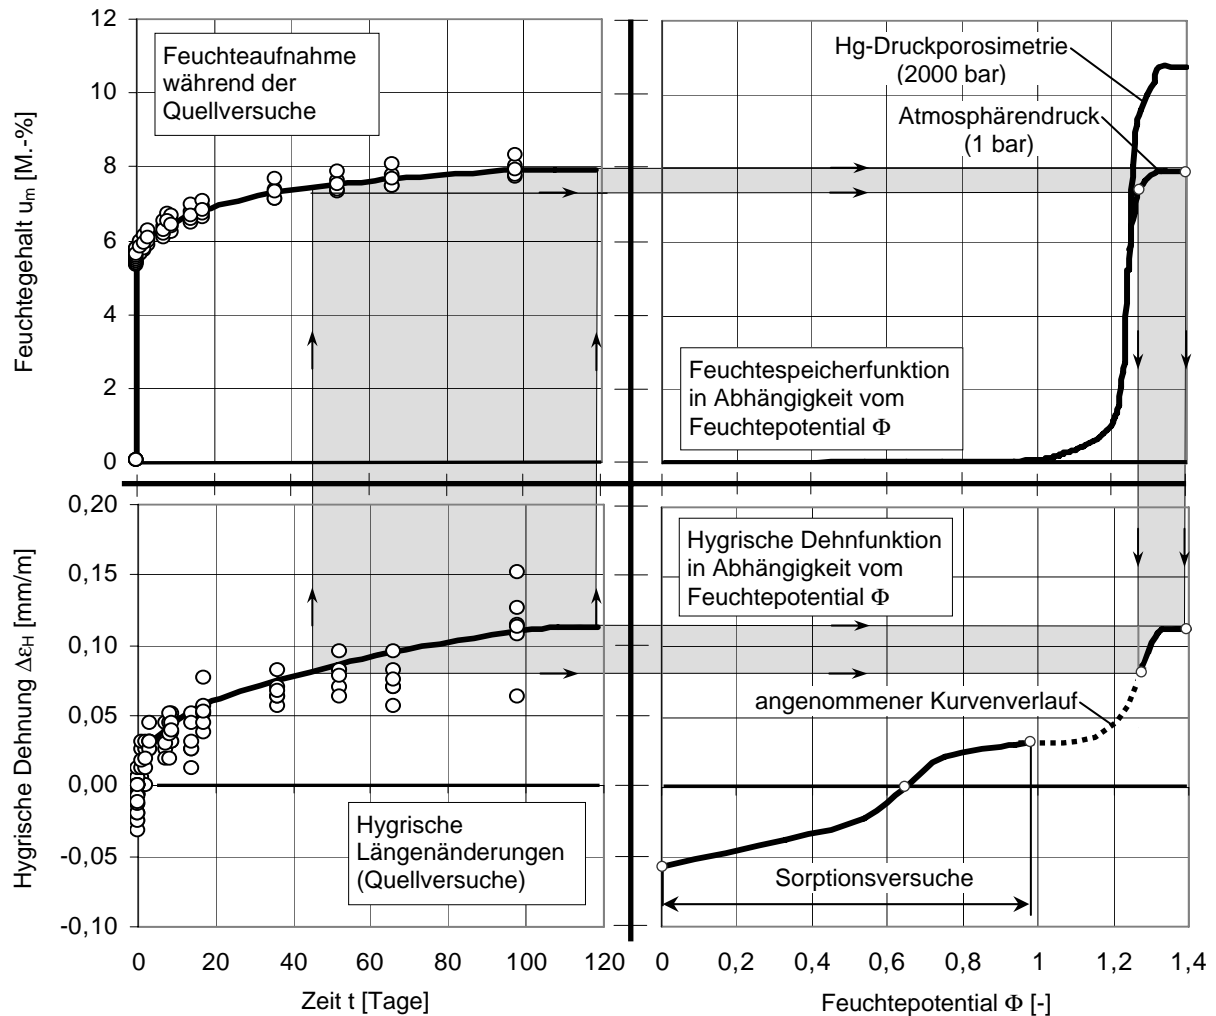 12
10
8
6
4
2
0
Feuchtegehalt um [M.-%]
Feuchteaufnahme
während der
Quellversuche
Hg-Druckporosimetrie
(2000 bar)
Atmosphärendruck
(1 bar)
Feuchtespeicherfunktion
in Abhängigkeit vom
Feuchtepotential Φ
0,20
0,15
0,10
0,05
0,00
-0,05
-0,10
Hygrische Dehnung ΔεH [mm/m]
Hygrische
Längenänderungen
(Quellversuche)
0 20 40 60 80 100 120
Zeit t [Tage]
Hygrische Dehnfunktion
in Abhängigkeit vom
Feuchtepotential Φ
angenommener Kurvenverlauf
Sorptionsversuche
0 0,2 0,4 0,6 0,8 1 1,2 1,4
Feuchtepotential Φ [-]